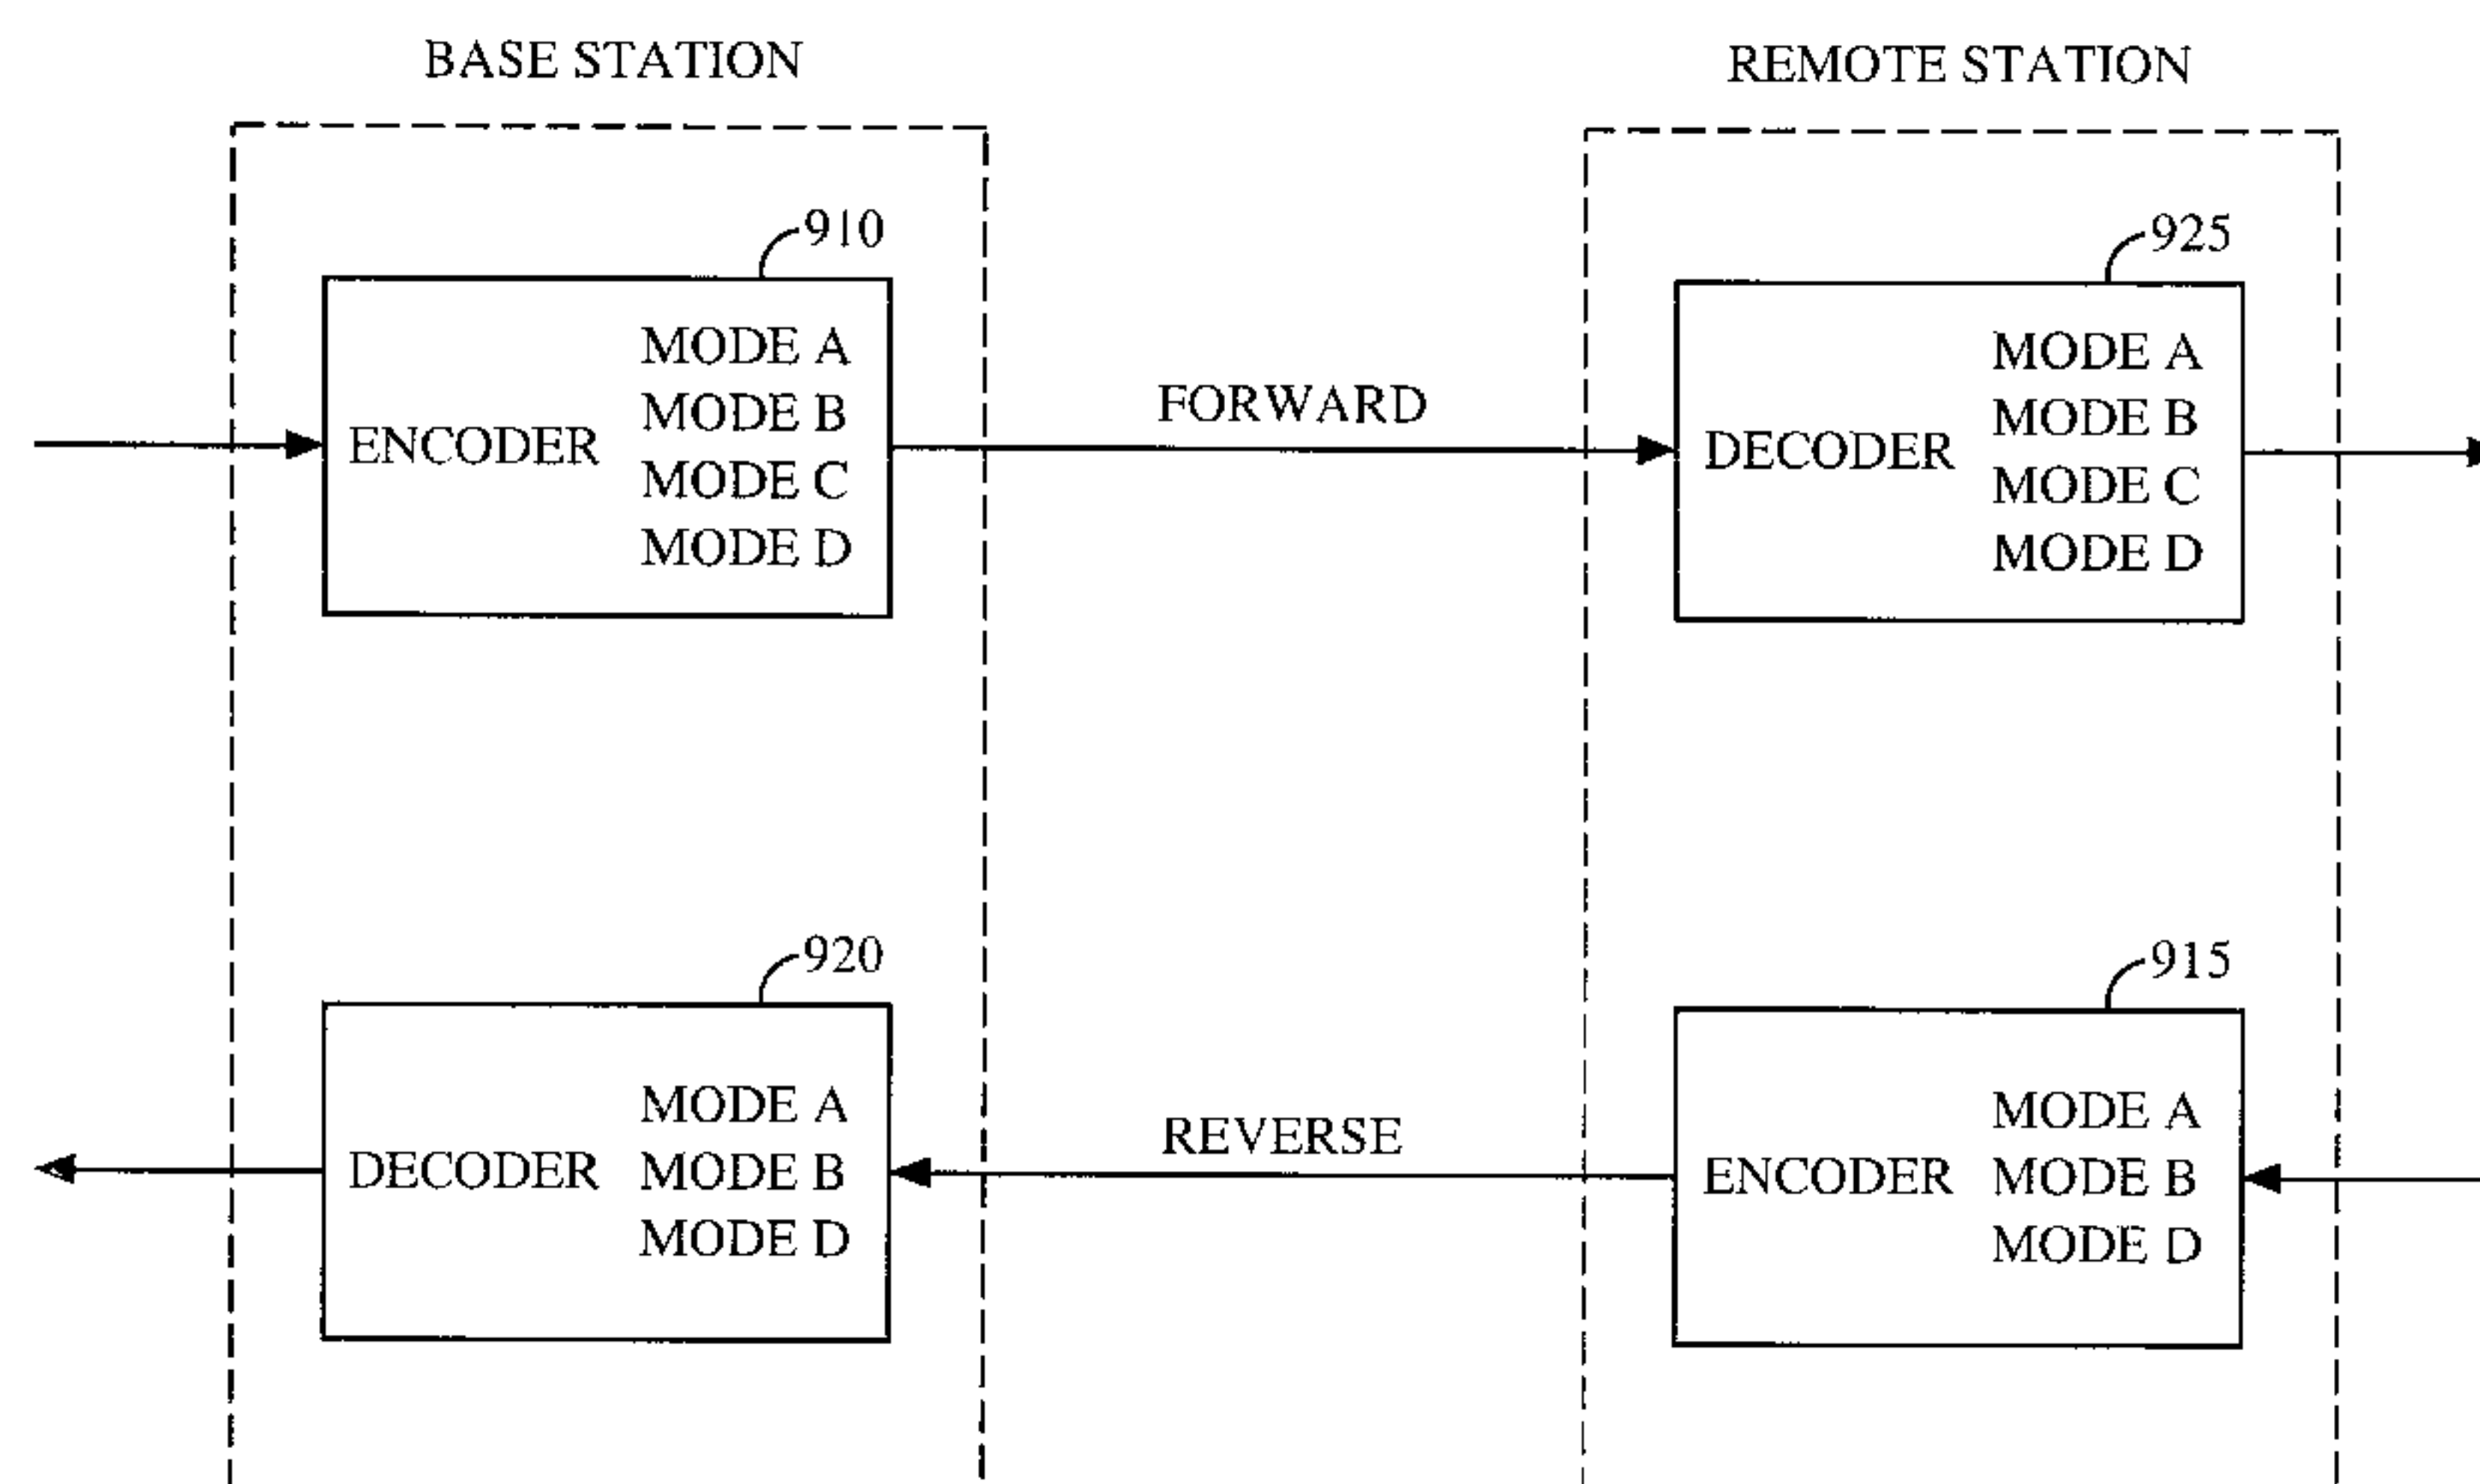 BASE STATION
REMOTE STATION
910
ENCODER
MODE A
MODE B
MODE C
MODE D
FORWARD
925
DECODER
MODE A
MODE B
MODE C
MODE D
920
DECODER
MODE A
MODE B
MODE D
REVERSE
915
ENCODER
MODE A
MODE B
MODE D